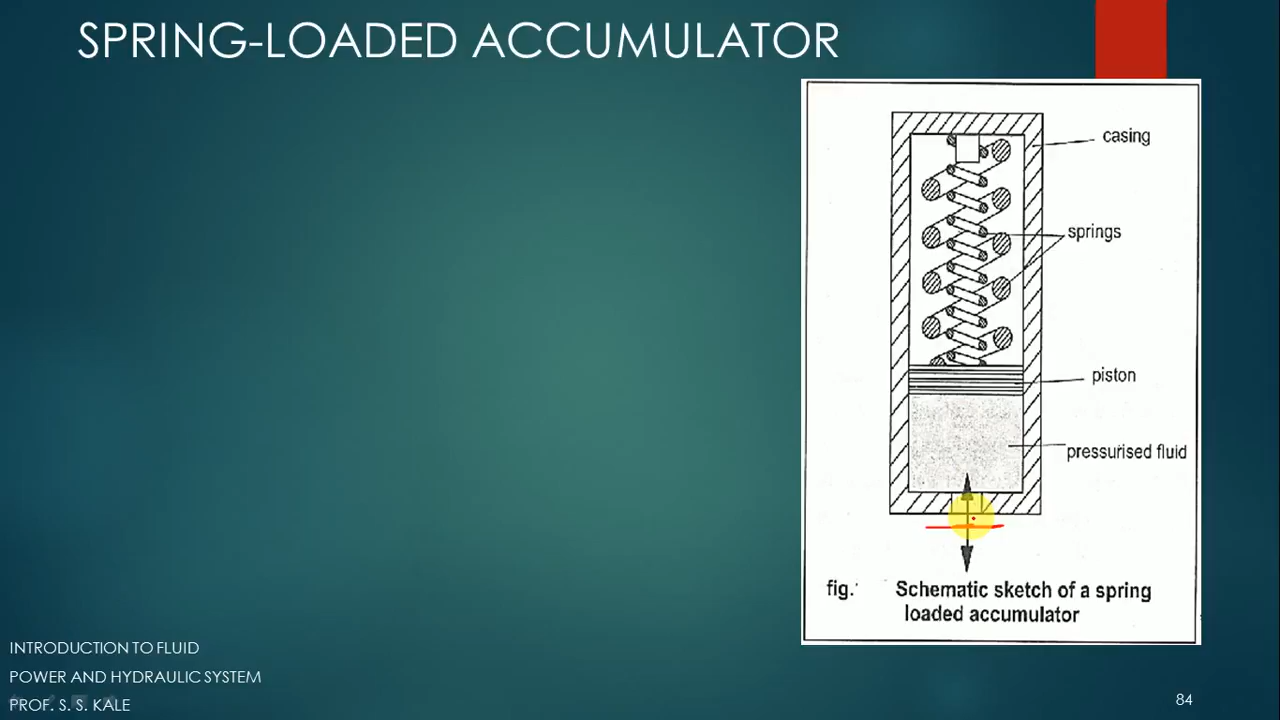 SPRING-LOADED ACCUMULATOR
casing
springs
piston
pressurised fluid
fig. Schematic sketch of a spring
loaded accumulator
INTRODUCTION TO FLUID
POWER AND HYDRAULIC SYSTEM
PROF. S. S. KALE
84